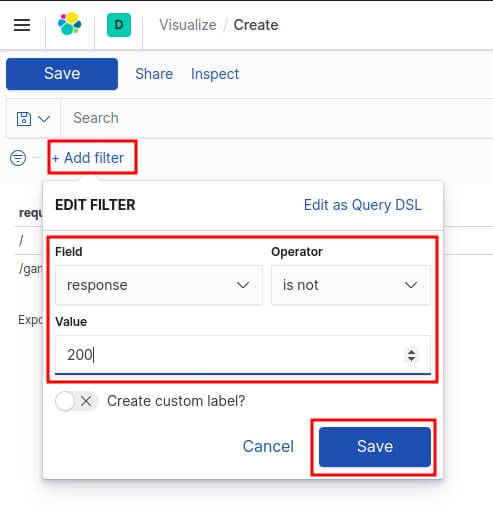 D Visualize / Create
Save Share Inspect
Search
+ Add filter
EDIT FILTER Edit as Query DSL
requ
Field Operator
/
response is not
/gam
Value
Expo
200
Create custom label?
Cancel Save